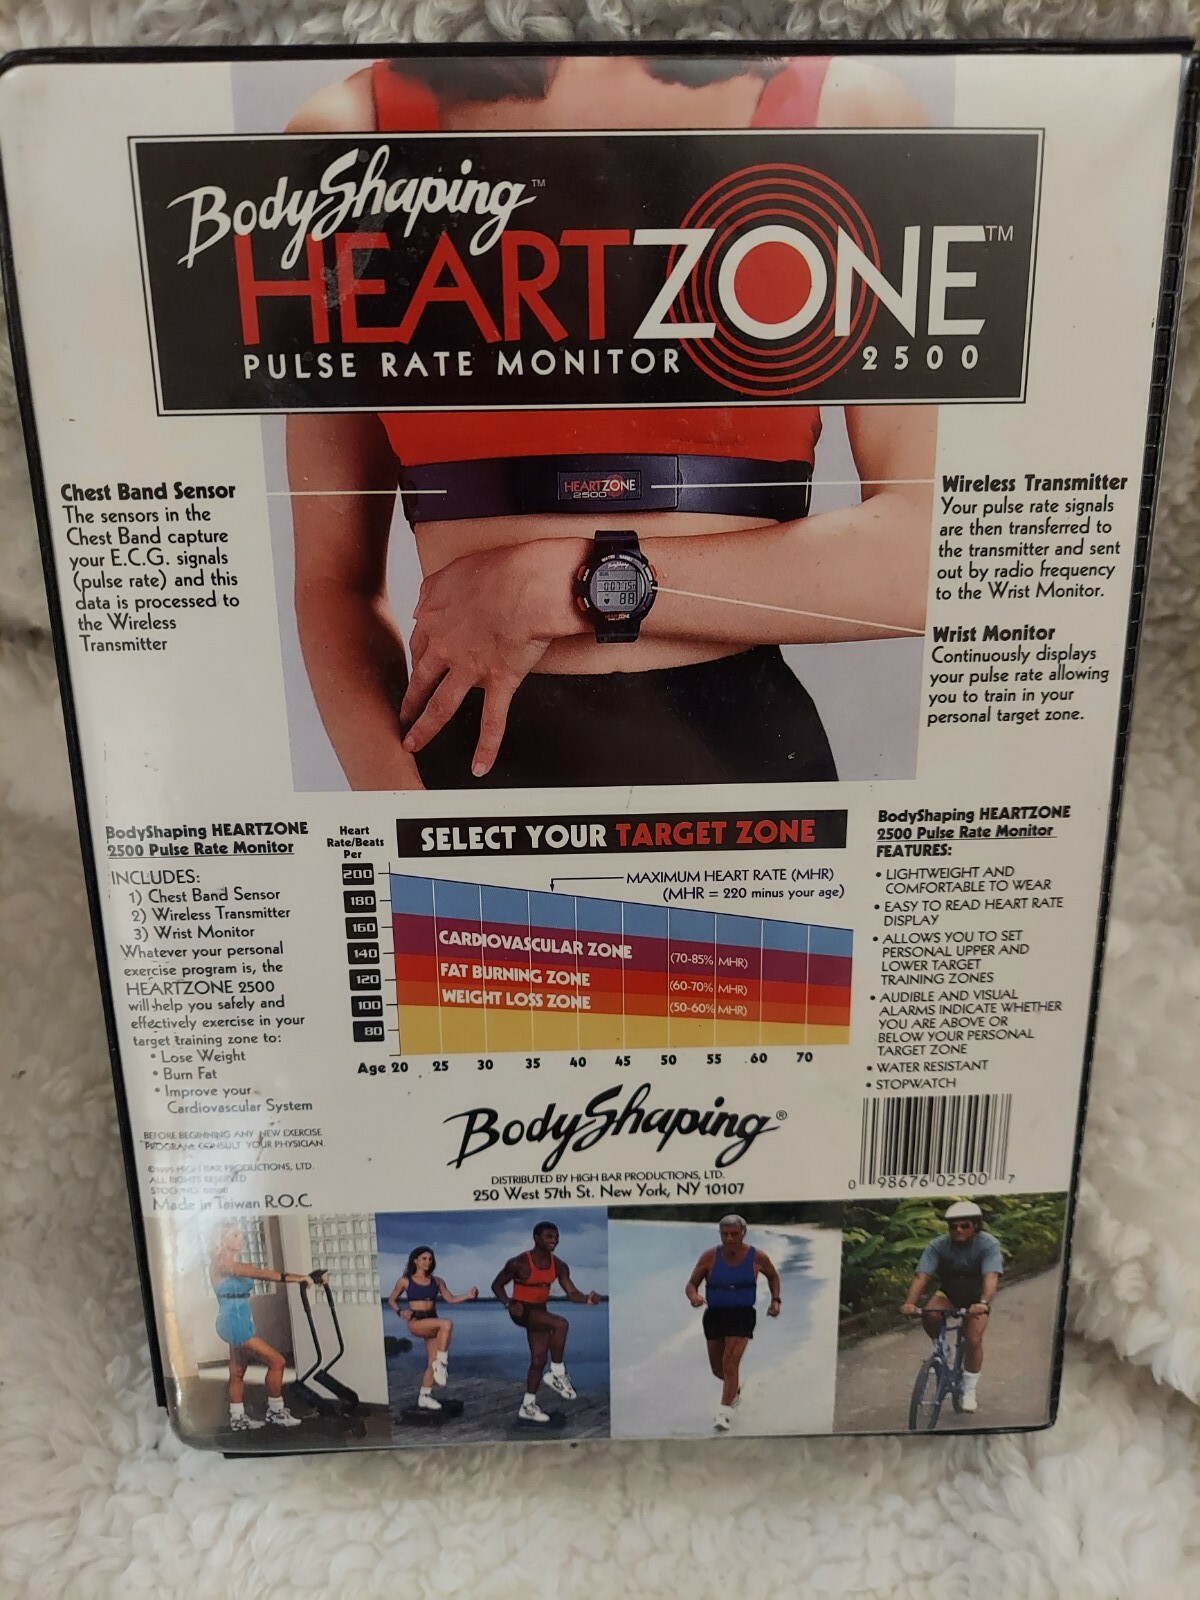 BodyShaping™
HEARTZONE™
PULSE RATE MONITOR 2500
Chest Band Sensor
The sensors in the
Chest Band capture
your E.C.G. signals
(pulse rate) and this
data is processed to
the Wireless
Transmitter
HEARTZONE
2500
Wireless Transmitter
Your pulse rate signals
are then transferred to
the transmitter and sent
out by radio frequency
to the Wrist Monitor.
Wrist Monitor
Continuously displays
your pulse rate allowing
you to train in your
personal target zone.
BodyShaping HEARTZONE
2500 Pulse Rate Monitor
INCLUDES:
1) Chest Band Sensor
2) Wireless Transmitter
3) Wrist Monitor
Whatever your personal
exercise program is, the
HEARTZONE 2500
will help you safely and
effectively exercise in your
target training zone to:
• Lose Weight
• Burn Fat
• Improve your
Cardiovascular System
BEFORE BEGINNING ANY NEW EXERCISE
PROGRAM CONSULT YOUR PHYSICIAN.
HIGH BAR PRODUCTIONS, LTD.
ALL RIGHTS RESERVED
Made in Taiwan R.O.C.
Heart
Rate/Beats
Per
SELECT YOUR TARGET ZONE
200
180
160
140
120
100
80
MAXIMUM HEART RATE (MHR)
(MHR = 220 minus your age)
CARDIOVASCULAR ZONE (70-85% MHR)
FAT BURNING ZONE (60-70% MHR)
WEIGHT LOSS ZONE (50-60% MHR)
Age 20 25 30 35 40 45 50 55 60 70
BodyShaping®
DISTRIBUTED BY HIGH BAR PRODUCTIONS, LTD.
250 West 57th St. New York, NY 10107
BodyShaping HEARTZONE
2500 Pulse Rate Monitor
FEATURES:
• LIGHTWEIGHT AND
COMFORTABLE TO WEAR
• EASY TO READ HEART RATE
DISPLAY
• ALLOWS YOU TO SET
PERSONAL UPPER AND
LOWER TARGET
TRAINING ZONES
• AUDIBLE AND VISUAL
ALARMS INDICATE WHETHER
YOU ARE ABOVE OR
BELOW YOUR PERSONAL
TARGET ZONE
• WATER RESISTANT
• STOPWATCH
0 98676 02500 7